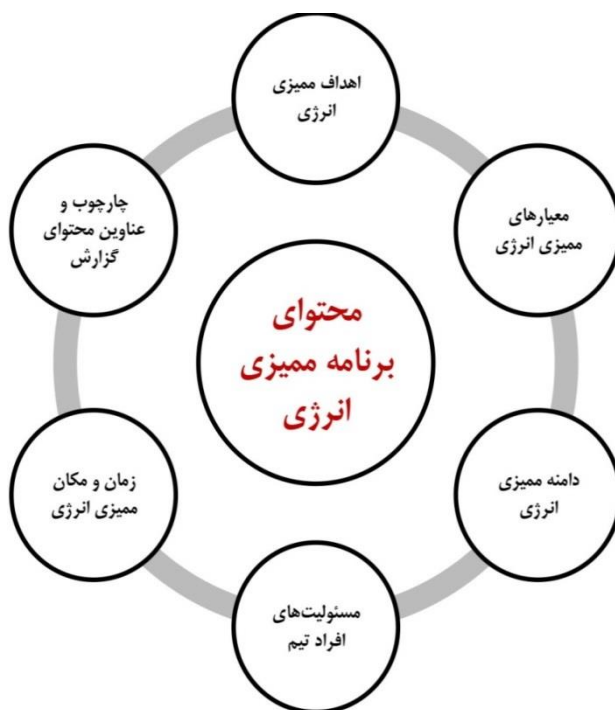 اهداف ممیزی
انرژی
معیارهای
ممیزی انرژی
دامنه ممیزی
انرژی
مسئولیت‌های
افراد تیم
زمان و مکان
ممیزی انرژی
چارچوب و
عناوین محتوای
گزارش
محتوای
برنامه ممیزی
انرژی